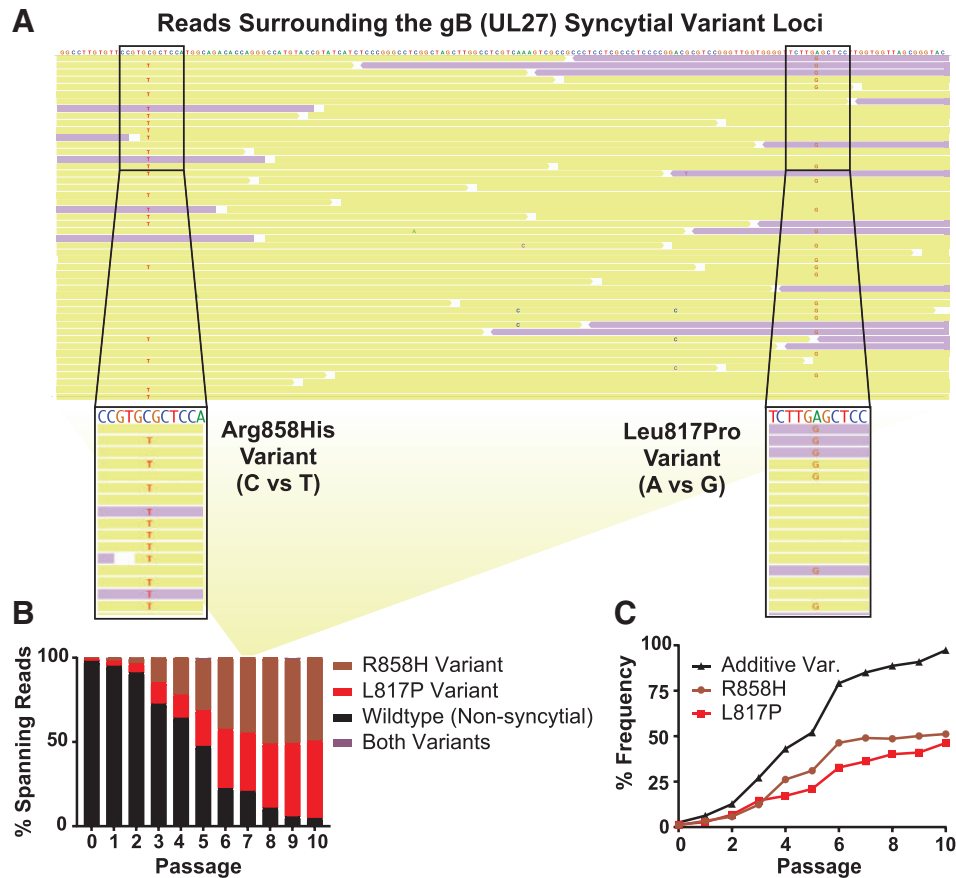 A
Reads Surrounding the gB (UL27) Syncytial Variant Loci
CCGTGCGCTCCA
TCTTGAGCTCC
Arg858His
Variant
(C vs T)
Leu817Pro
Variant
(A vs G)
T
T
T
T
T
T
T
T
T
T
T
G
G
G
G
G
G
G
B
% Spanning Reads
100
50
0
0 1 2 3 4 5 6 7 8 9 10
Passage
R858H Variant
L817P Variant
Wildtype (Non-syncytial)
Both Variants
C
% Frequency
100
75
50
25
0
0 2 4 6 8 10
Passage
Additive Var.
R858H
L817P